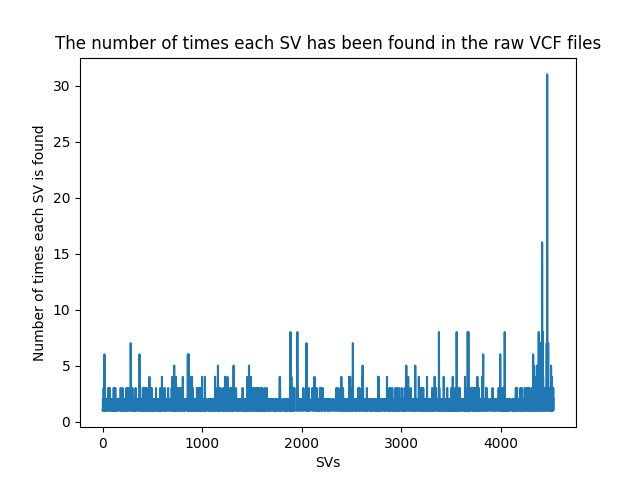 The number of times each SV has been found in the raw VCF files
Number of times each SV is found
30
25
20
15
10
5
0
0 1000 2000 3000 4000
SVs